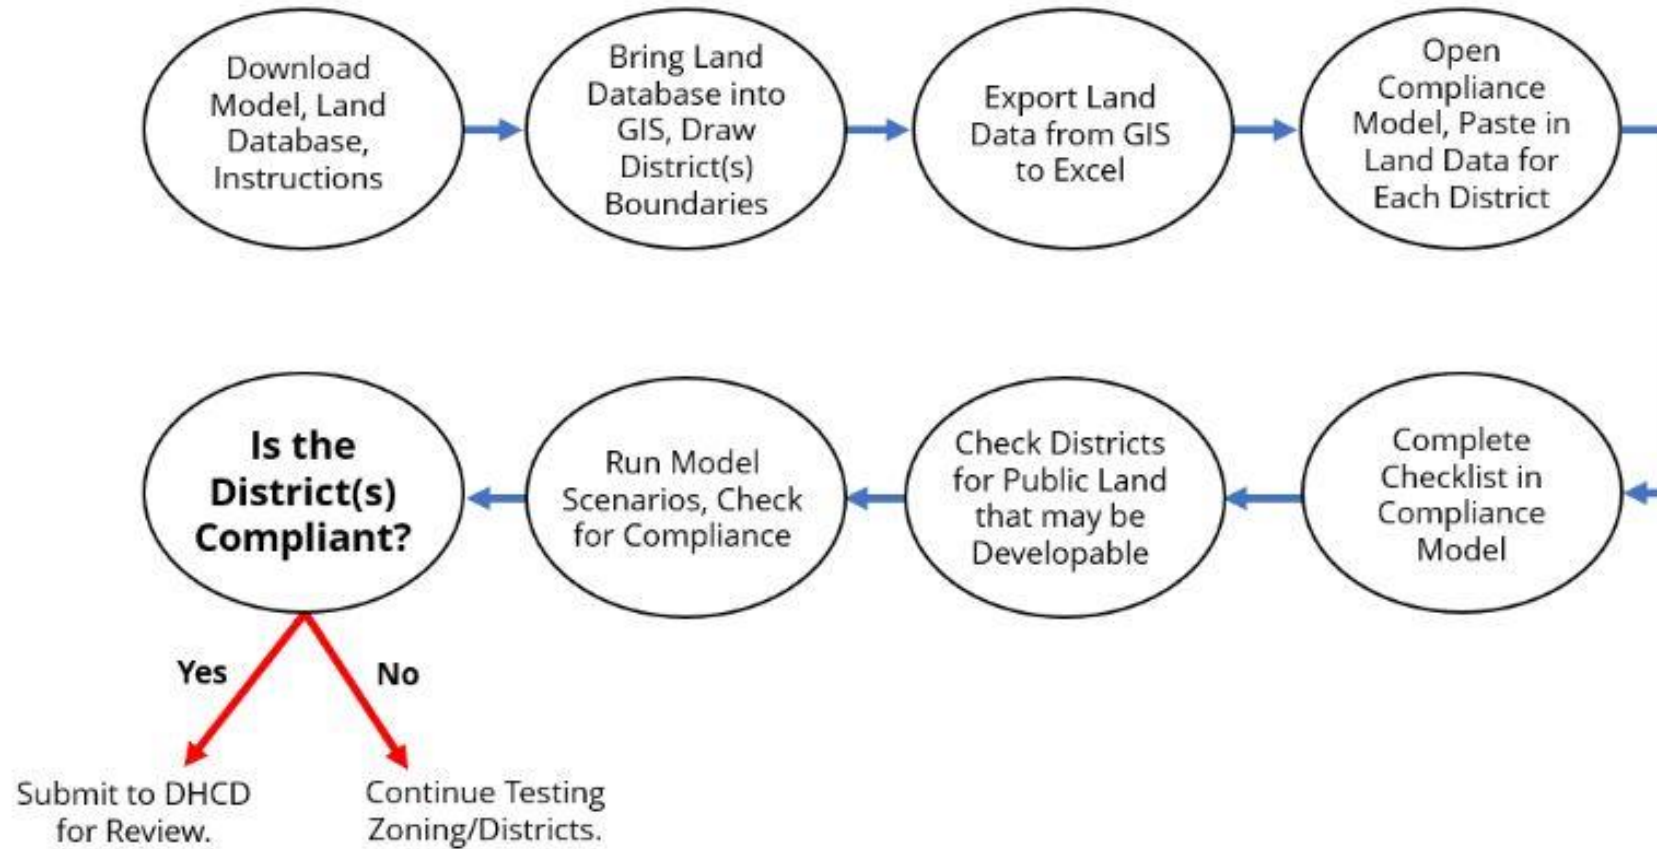 Download
Model, Land
Database,
Instructions
Bring Land
Database into
GIS, Draw
District(s)
Boundaries
Export Land
Data from GIS
to Excel
Open
Compliance
Model, Paste in
Land Data for
Each District
Complete
Checklist in
Compliance
Model
Check Districts
for Public Land
that may be
Developable
Run Model
Scenarios, Check
for Compliance
Is the
District(s)
Compliant?
Yes
No
Submit to DHCD
for Review.
Continue Testing
Zoning/Districts.